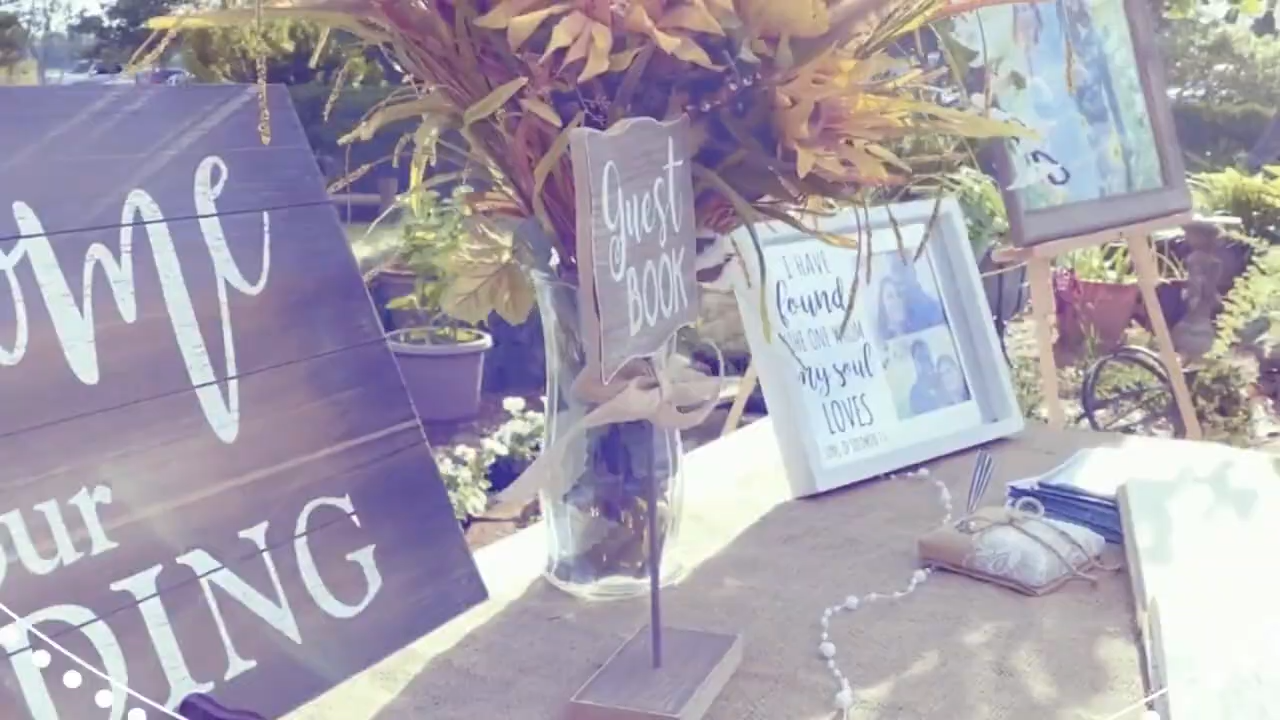 ome
our
DING
guest
BOOK
I HAVE
found
THE ONE WHOM
my soul
LOVES